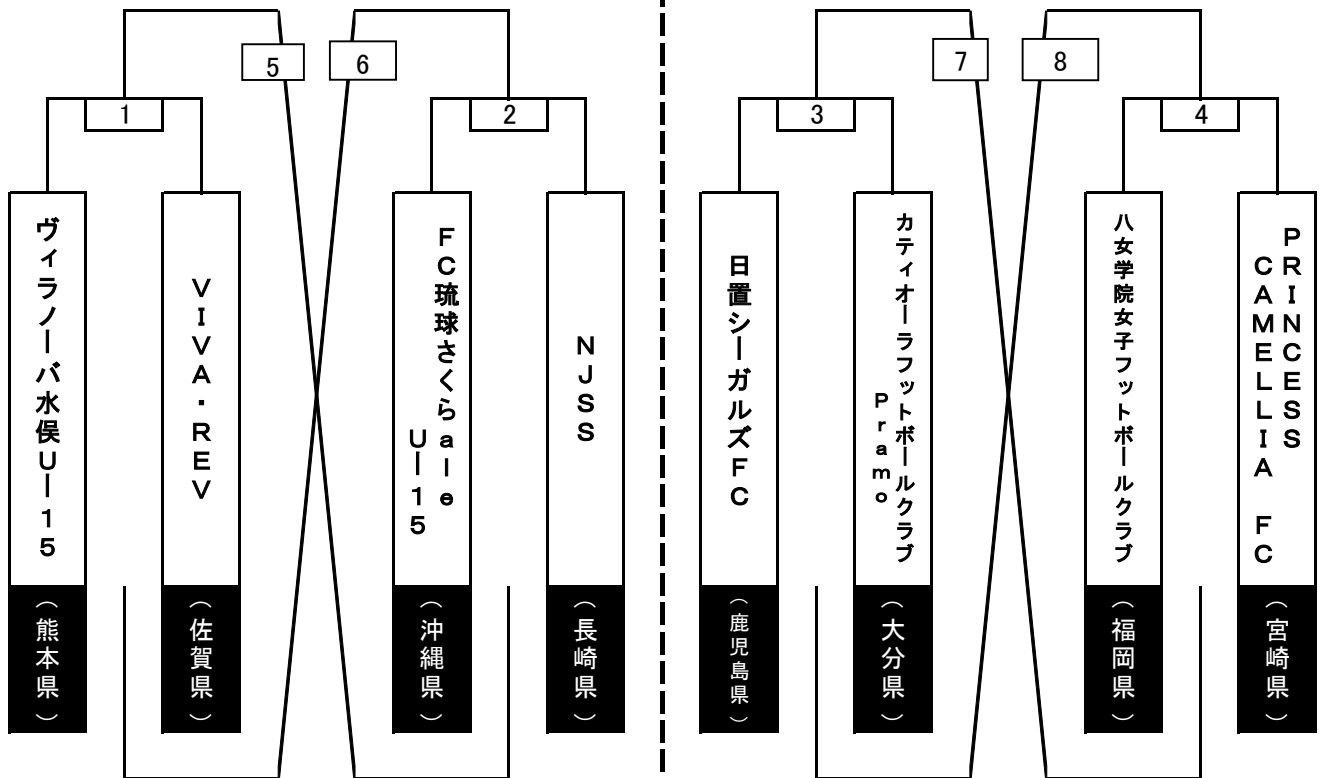 5
6
7
8
1
2
3
4
ヴィラノーバ水俣U－15
VIVA・REV
FC琉球さくらale
U－15
NJSS
日置シーガルズFC
カティオーラフットボールクラブ
Pramo
八女学院女子フットボールクラブ
PRINCESS
CAMELLIA FC
（熊本県）
（佐賀県）
（沖縄県）
（長崎県）
（鹿児島県）
（大分県）
（福岡県）
（宮崎県）